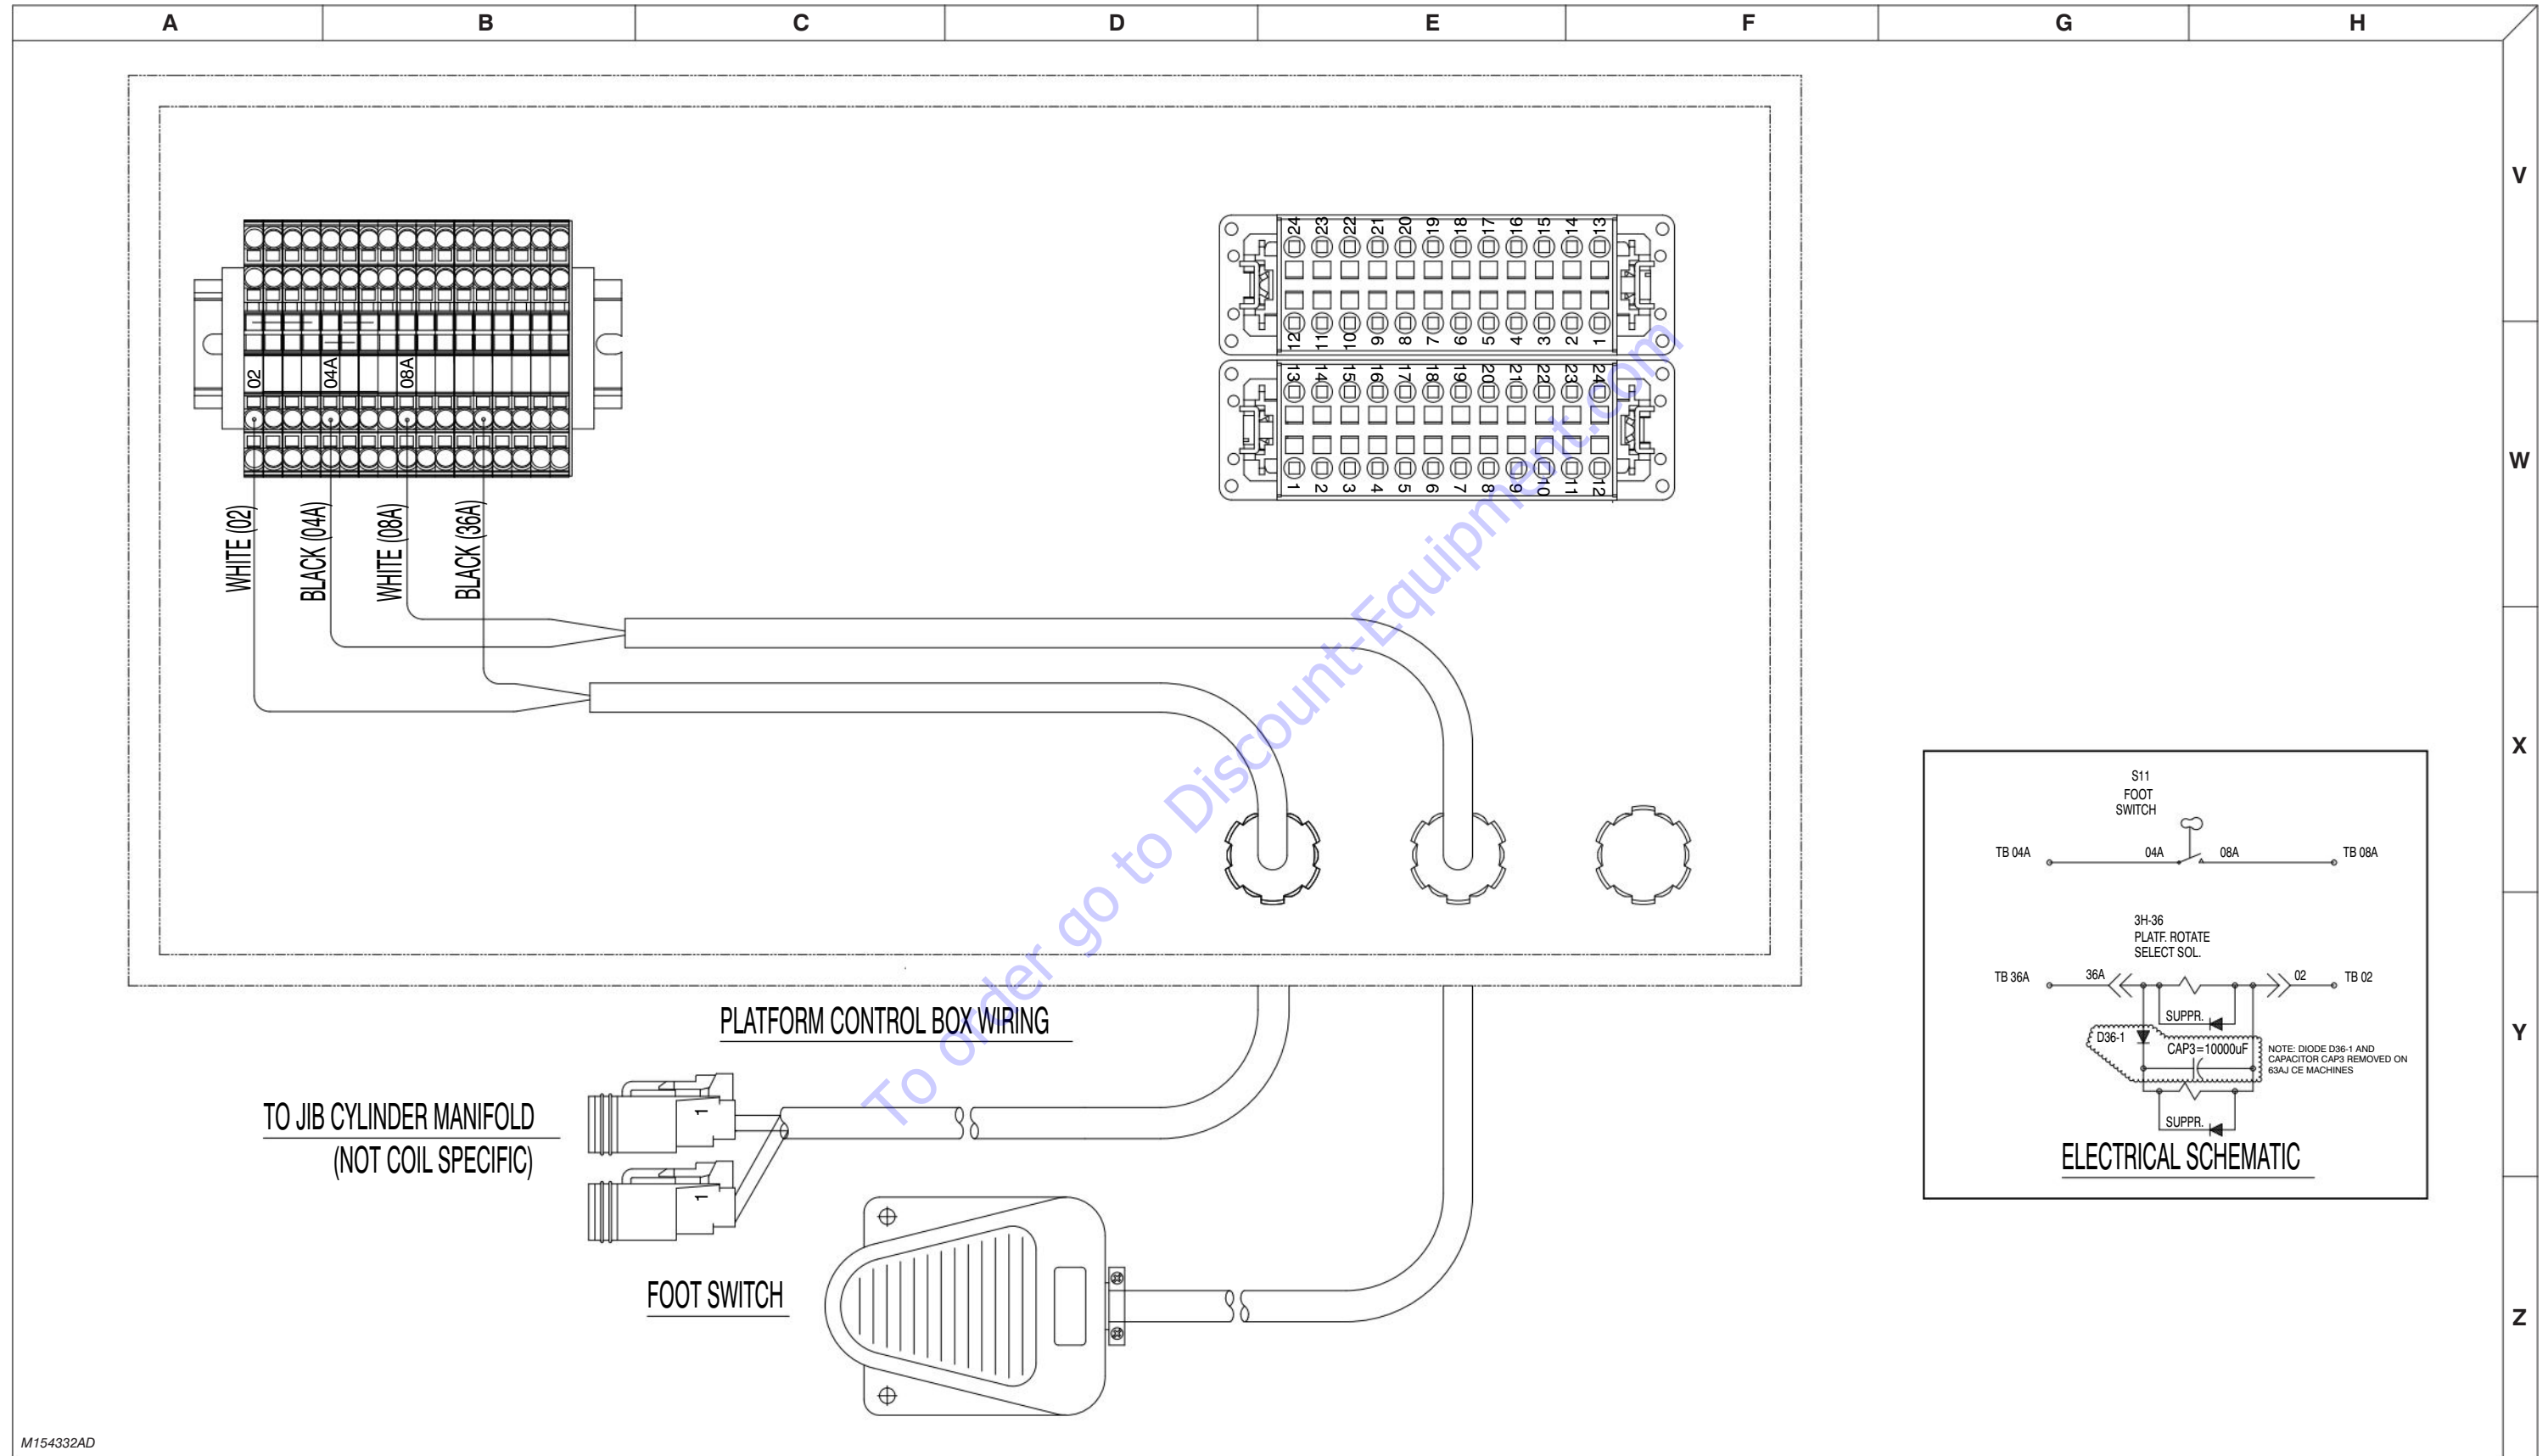 A B C D E F G H
V
W
X
Y
Z
24 23 22 21 20 19 18 17 16 15 14 13
12 11 10 9 8 7 6 5 4 3 2 1
13 14 15 16 17 18 19 20 21 22 23 24
1 2 3 4 5 6 7 8 9 10 11 12
02 04A 08A
WHITE (02)
BLACK (04A)
WHITE (08A)
BLACK (36A)
PLATFORM CONTROL BOX WIRING
TO JIB CYLINDER MANIFOLD
(NOT COIL SPECIFIC)
1
1
FOOT SWITCH
S11
FOOT
SWITCH
TB 04A 04A 08A TB 08A
3H-36
PLATF. ROTATE
SELECT SOL.
TB 36A 36A 02 TB 02
SUPPR.
D36-1
CAP3=10000uF
NOTE: DIODE D36-1 AND
CAPACITOR CAP3 REMOVED ON
63AJ CE MACHINES
SUPPR.
ELECTRICAL SCHEMATIC
To order go to Discount-Equipment.com
M154332AD